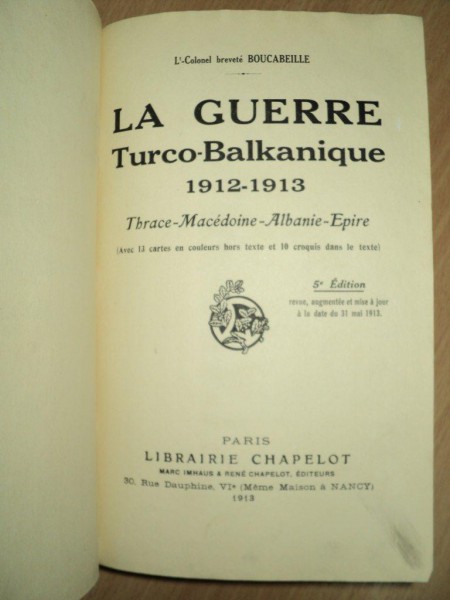 Lᵗ-Colonel breveté BOUCABEILLE
LA GUERRE
Turco-Balkanique
1912-1913
Thrace-Macédoine-Albanie-Epire
(Avec 13 cartes en couleurs hors texte et 10 croquis dans le texte)
5ᵉ Édition
revue, augmentée et mise à jour
à la date du 31 mai 1913.
PARIS
LIBRAIRIE CHAPELOT
MARC IMHAUS & RENÉ CHAPELOT, ÉDITEURS
30, Rue Dauphine, VIᵉ (Même Maison à NANCY)
1913